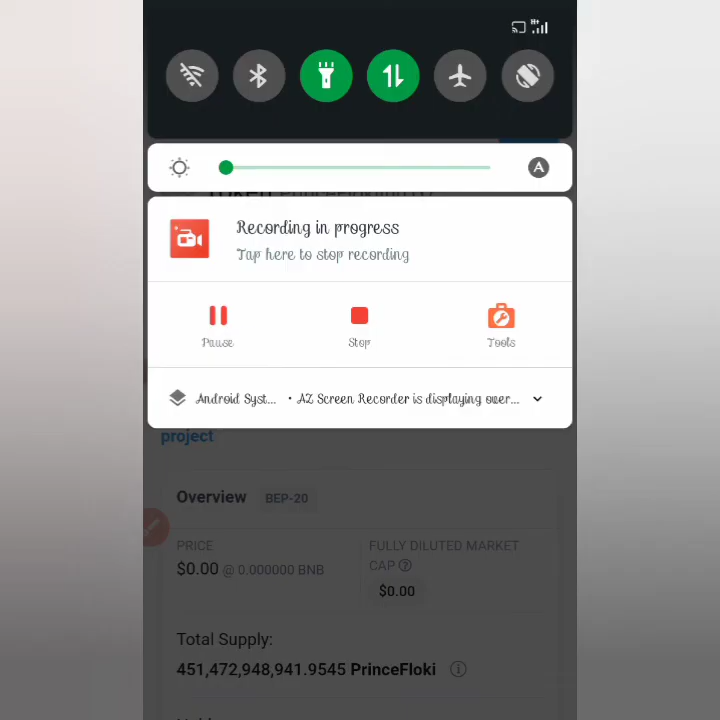 Recording in progress
Tap here to stop recording
Pause
Stop
Tools
Android Syst... • AZ Screen Recorder is displaying over...
project
Overview
BEP-20
PRICE
$0.00 @ 0.000000 BNB
FULLY DILUTED MARKET
CAP
$0.00
Total Supply:
451,472,948,941.9545 PrinceFloki